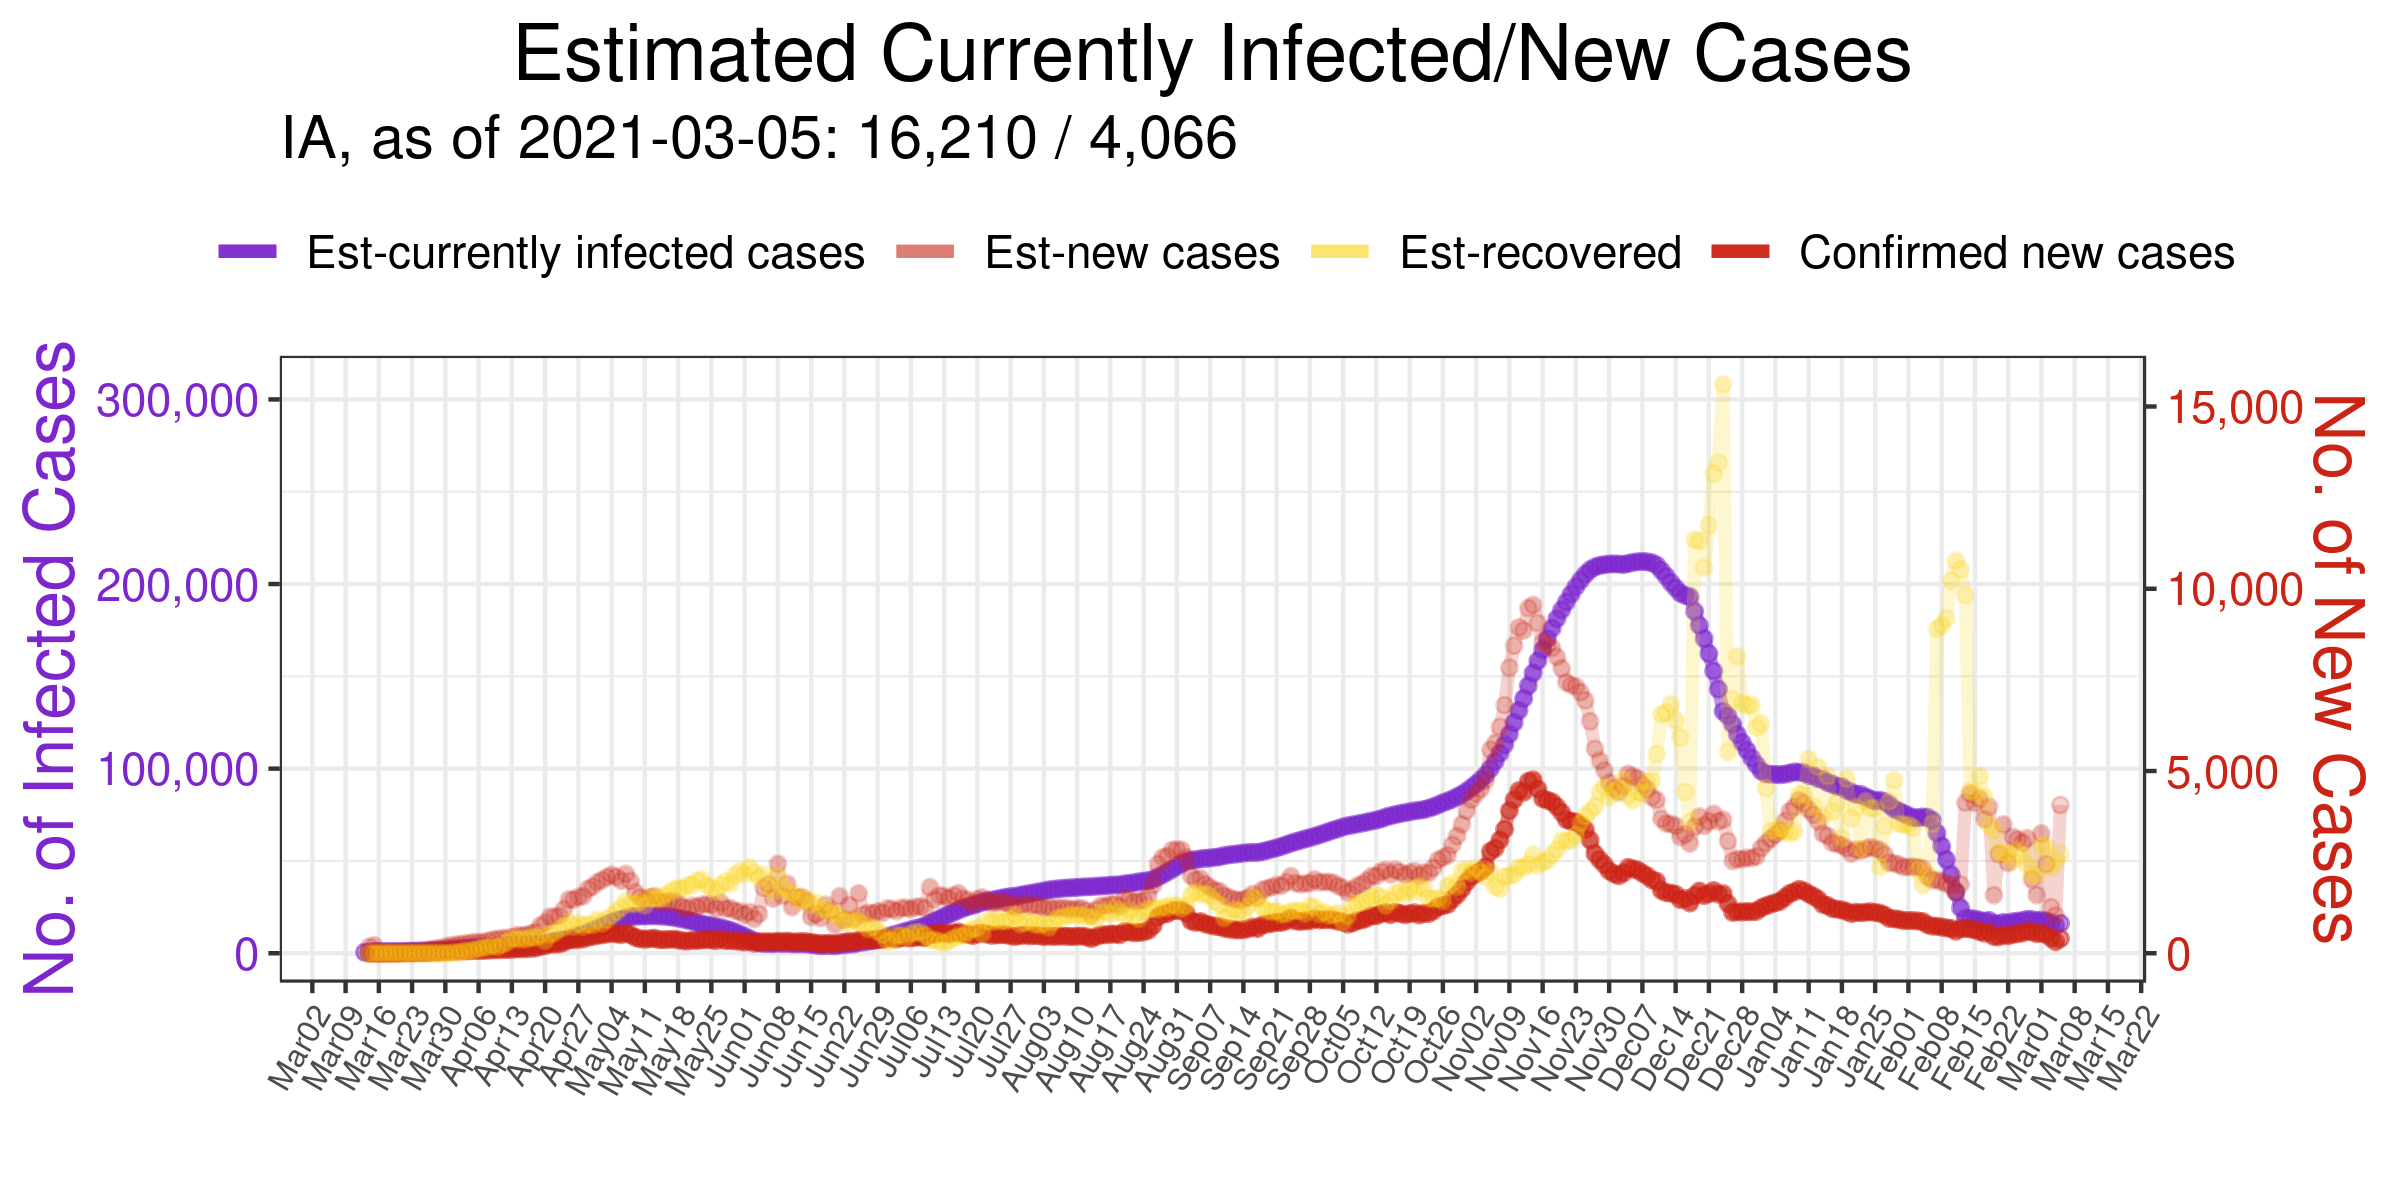 Estimated Currently Infected/New Cases
IA, as of 2021-03-05: 16,210 / 4,066
Est-currently infected cases Est-new cases Est-recovered Confirmed new cases
No. of Infected Cases
300,000
200,000
100,000
0
15,000
10,000
5,000
0
No. of New Cases
Mar02 Mar09 Mar16 Mar23 Mar30 Apr06 Apr13 Apr20 Apr27 May04 May11 May18 May25 Jun01 Jun08 Jun15 Jun22 Jun29 Jul06 Jul13 Jul20 Jul27 Aug03 Aug10 Aug17 Aug24 Aug31 Sep07 Sep14 Sep21 Sep28 Oct05 Oct12 Oct19 Oct26 Nov02 Nov09 Nov16 Nov23 Nov30 Dec07 Dec14 Dec21 Dec28 Jan04 Jan11 Jan18 Jan25 Feb01 Feb08 Feb15 Feb22 Mar01 Mar08 Mar15 Mar22